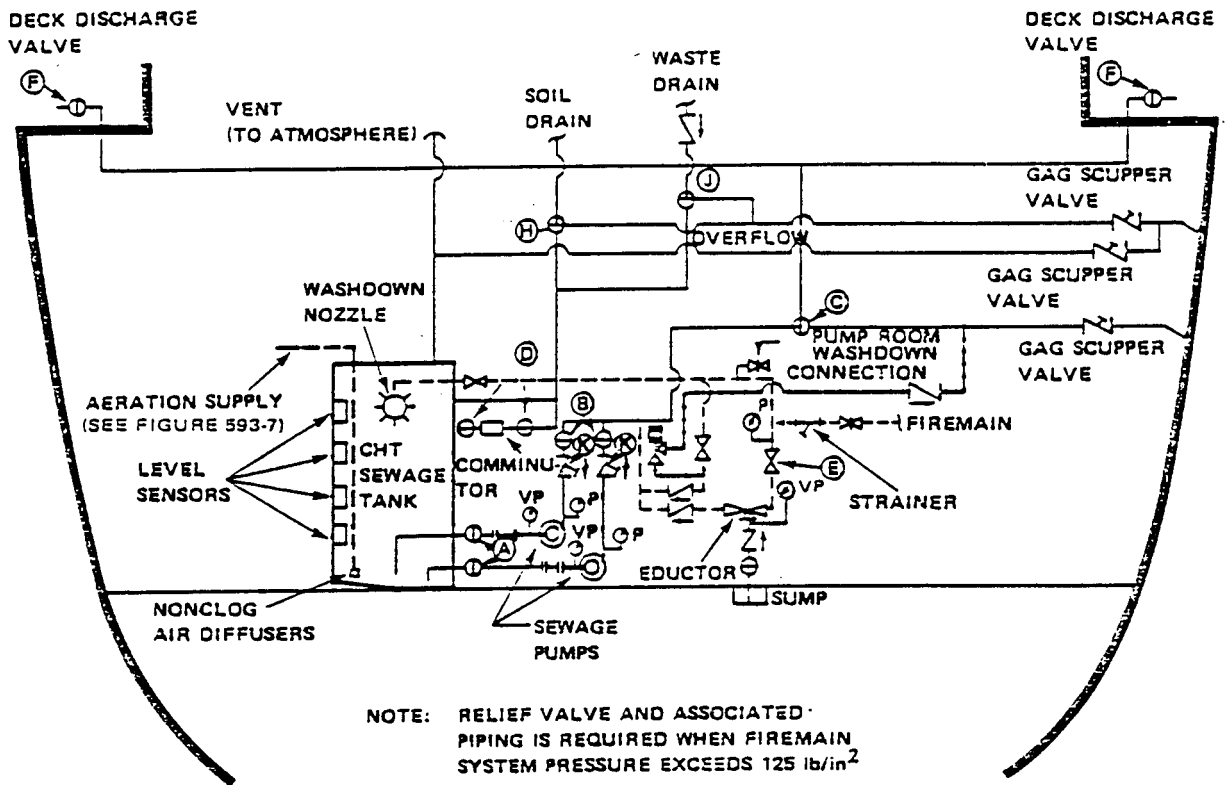 DECK DISCHARGE
VALVE
F
DECK DISCHARGE
VALVE
F
WASTE
DRAIN
SOIL
DRAIN
VENT
(TO ATMOSPHERE)
J
GAG SCUPPER
VALVE
H
OVERFLOW
GAG SCUPPER
VALVE
WASHDOWN
NOZZLE
C
D
PUMP ROOM
WASHDOWN
CONNECTION
GAG SCUPPER
VALVE
AERATION SUPPLY
(SEE FIGURE 593-7)
B
P
FIREMAIN
LEVEL
SENSORS
CHT
SEWAGE
TANK
COMMINU-
TOR
E
VP
STRAINER
VP
P
VP
P
A
EDUCTOR
SUMP
NONCLOG
AIR DIFFUSERS
SEWAGE
PUMPS
NOTE: RELIEF VALVE AND ASSOCIATED
PIPING IS REQUIRED WHEN FIREMAIN
SYSTEM PRESSURE EXCEEDS 125 lb/in²